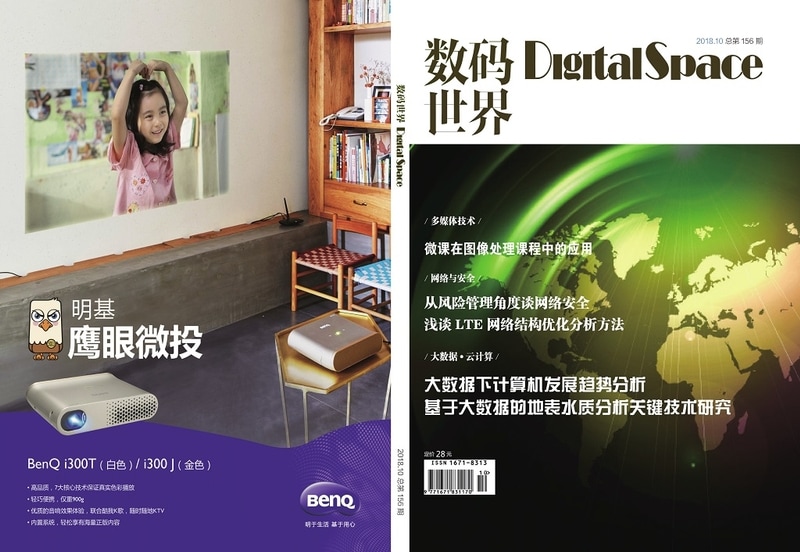 明基
鹰眼微投
BenQ i300T（白色）/ i300 J（金色）
• 高品质，7大核心技术保证真实色彩播放
• 轻巧便携，仅重900g
• 优质的音响效果体验，联合酷我K歌，随时随地KTV
• 内置系统，轻松享有海量正版内容
BenQ
明于生活 基于用心
数码世界 Digital Space
2018.10 总第 156 期
2018.10 总第 156 期
数码
世界
Digital Space
/ 多媒体技术 /
微课在图像处理课程中的应用
/ 网络与安全 /
从风险管理角度谈网络安全
浅谈 LTE 网络结构优化分析方法
/ 大数据 • 云计算 /
大数据下计算机发展趋势分析
基于大数据的地表水质分析关键技术研究
定价 28 元
ISSN 1671-8313
10
9 771671 831170